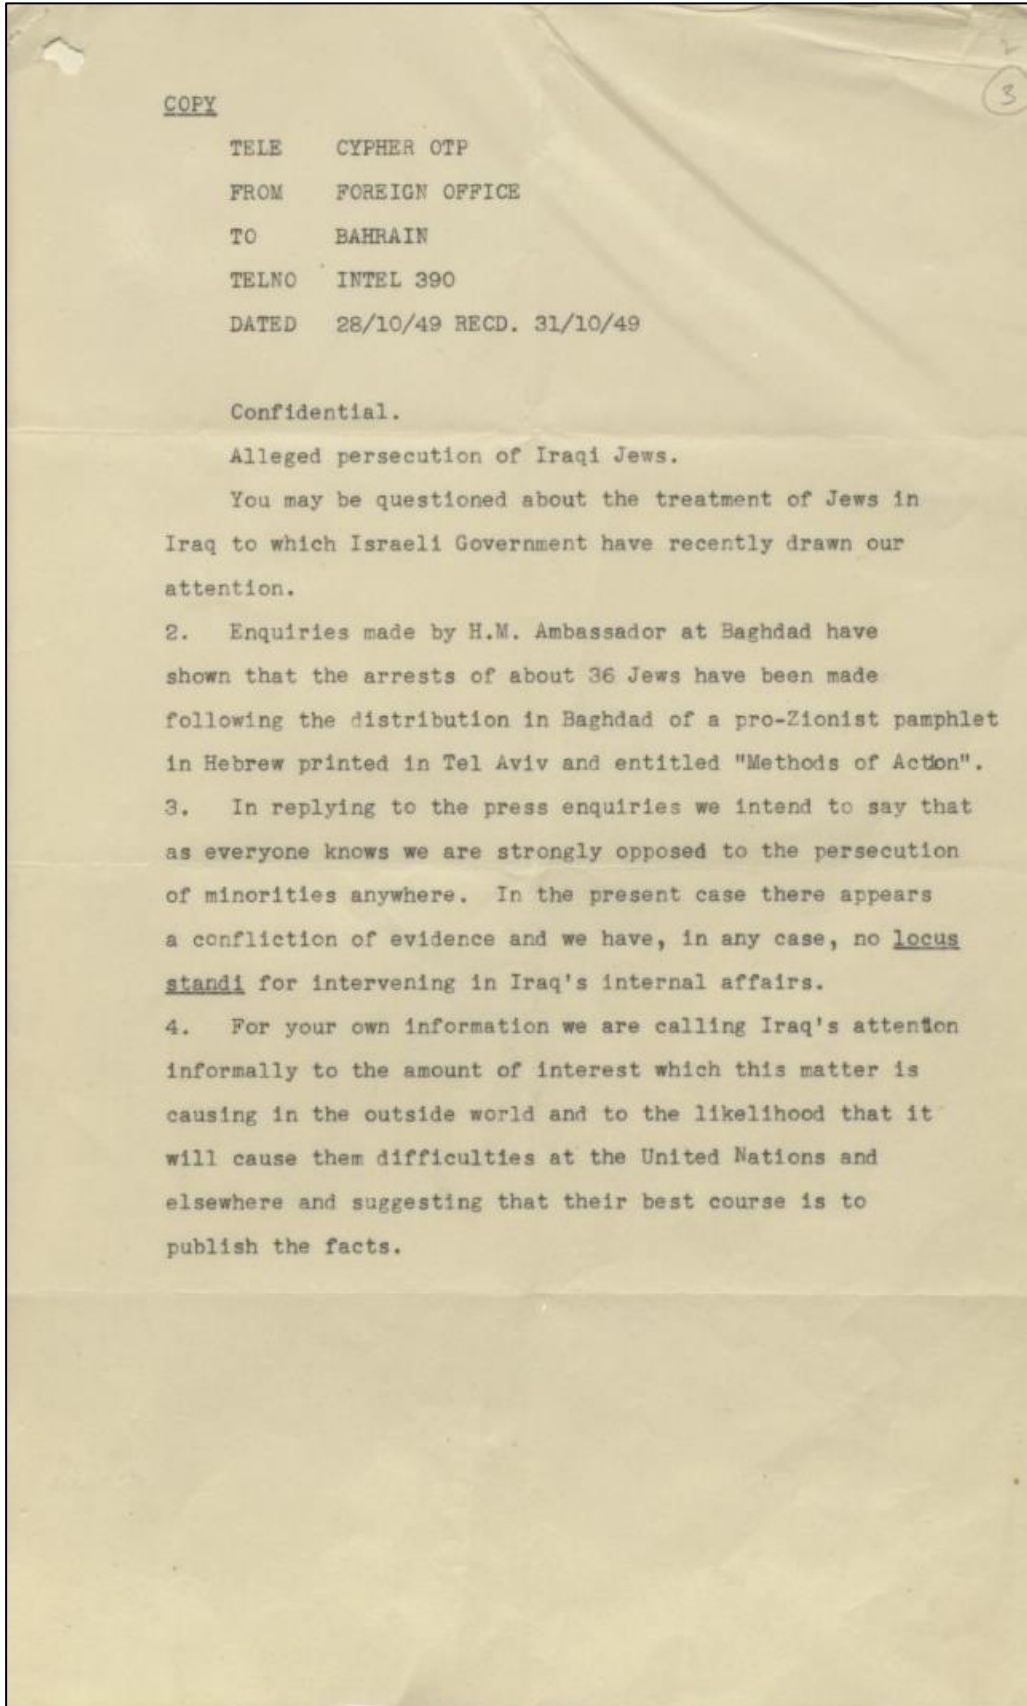 2
3
COPY
TELE CYPHER OTP
FROM FOREIGN OFFICE
TO BAHRAIN
TELNO INTEL 390
DATED 28/10/49 RECD. 31/10/49
Confidential.
Alleged persecution of Iraqi Jews.
You may be questioned about the treatment of Jews in
Iraq to which Israeli Government have recently drawn our
attention.
2. Enquiries made by H.M. Ambassador at Baghdad have
shown that the arrests of about 36 Jews have been made
following the distribution in Baghdad of a pro-Zionist pamphlet
in Hebrew printed in Tel Aviv and entitled "Methods of Action".
3. In replying to the press enquiries we intend to say that
as everyone knows we are strongly opposed to the persecution
of minorities anywhere. In the present case there appears
a confliction of evidence and we have, in any case, no locus
standi for intervening in Iraq's internal affairs.
4. For your own information we are calling Iraq's attention
informally to the amount of interest which this matter is
causing in the outside world and to the likelihood that it
will cause them difficulties at the United Nations and
elsewhere and suggesting that their best course is to
publish the facts.